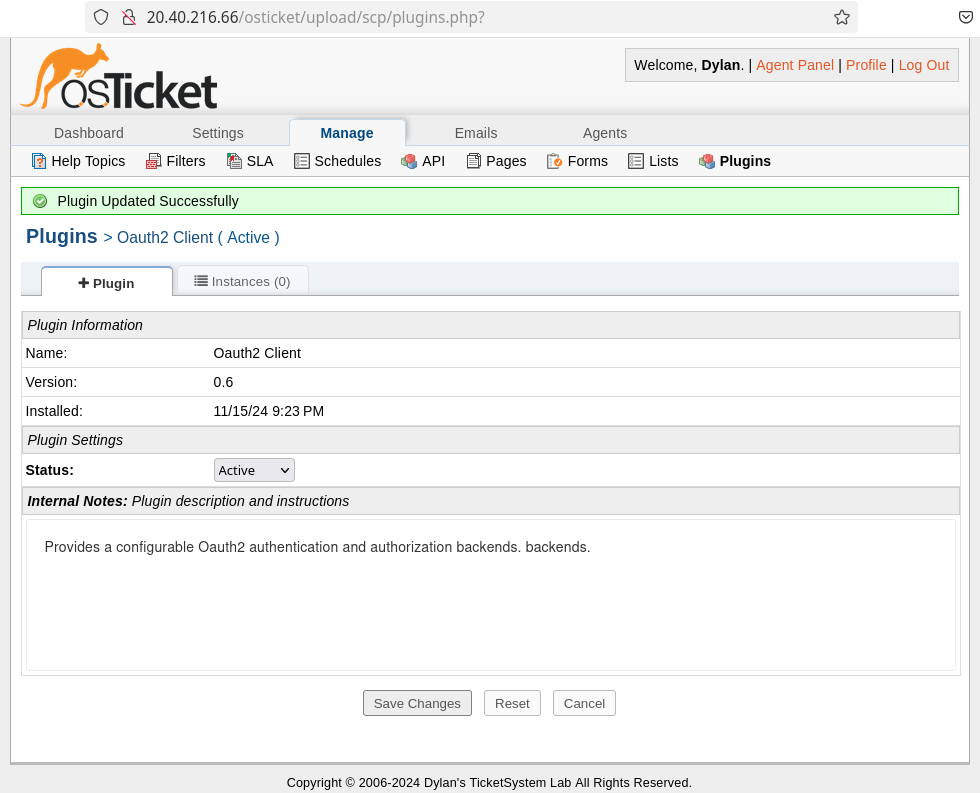 20.40.216.66/osticket/upload/scp/plugins.php?
osTicket
Welcome, Dylan. | Agent Panel | Profile | Log Out
Dashboard Settings Manage Emails Agents
Help Topics Filters SLA Schedules API Pages Forms Lists Plugins
Plugin Updated Successfully
Plugins > Oauth2 Client ( Active )
Plugin Instances (0)
Plugin Information
Name: Oauth2 Client
Version: 0.6
Installed: 11/15/24 9:23 PM
Plugin Settings
Status: Active
Internal Notes: Plugin description and instructions
Provides a configurable Oauth2 authentication and authorization backends. backends.
Save Changes Reset Cancel
Copyright © 2006-2024 Dylan's TicketSystem Lab All Rights Reserved.